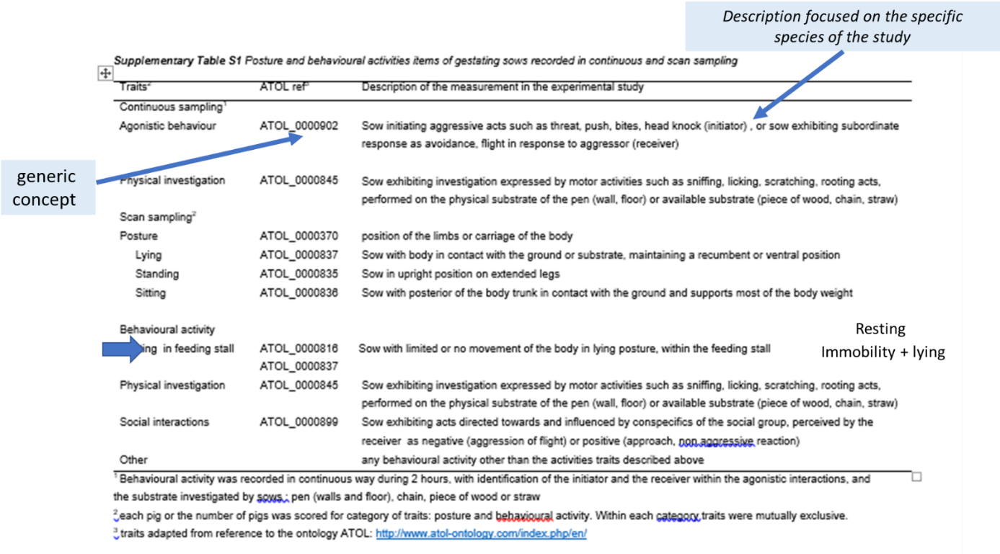 Description focused on the specific
species of the study
Supplementary Table S1 Posture and behavioural activities items of gestating sows recorded in continuous and scan sampling
Traits² ATOL ref³ Description of the measurement in the experimental study
Continuous sampling¹
Agonistic behaviour ATOL_0000902 Sow initiating aggressive acts such as threat, push, bites, head knock (initiator) , or sow exhibiting subordinate
response as avoidance, flight in response to aggressor (receiver)
generic
concept
Physical investigation ATOL_0000845 Sow exhibiting investigation expressed by motor activities such as sniffing, licking, scratching, rooting acts,
performed on the physical substrate of the pen (wall, floor) or available substrate (piece of wood, chain, straw)
Scan sampling²
Posture ATOL_0000370 position of the limbs or carriage of the body
Lying ATOL_0000837 Sow with body in contact with the ground or substrate, maintaining a recumbent or ventral position
Standing ATOL_0000835 Sow in upright position on extended legs
Sitting ATOL_0000836 Sow with posterior of the body trunk in contact with the ground and supports most of the body weight
Behavioural activity
ing in feeding stall ATOL_0000816 Sow with limited or no movement of the body in lying posture, within the feeding stall
ATOL_0000837
Resting
Immobility + lying
Physical investigation ATOL_0000845 Sow exhibiting investigation expressed by motor activities such as sniffing, licking, scratching, rooting acts,
performed on the physical substrate of the pen (wall, floor) or available substrate (piece of wood, chain, straw)
Social interactions ATOL_0000899 Sow exhibiting acts directed towards and influenced by conspecifics of the social group, perceived by the
receiver as negative (aggression of flight) or positive (approach, non aggressive reaction)
Other any behavioural activity other than the activities traits described above
¹ Behavioural activity was recorded in continuous way during 2 hours, with identification of the initiator and the receiver within the agonistic interactions, and
the substrate investigated by sows : pen (walls and floor), chain, piece of wood or straw
² each pig or the number of pigs was scored for category of traits: posture and behavioural activity. Within each category traits were mutually exclusive.
³ traits adapted from reference to the ontology ATOL: http://www.atol-ontology.com/index.php/en/